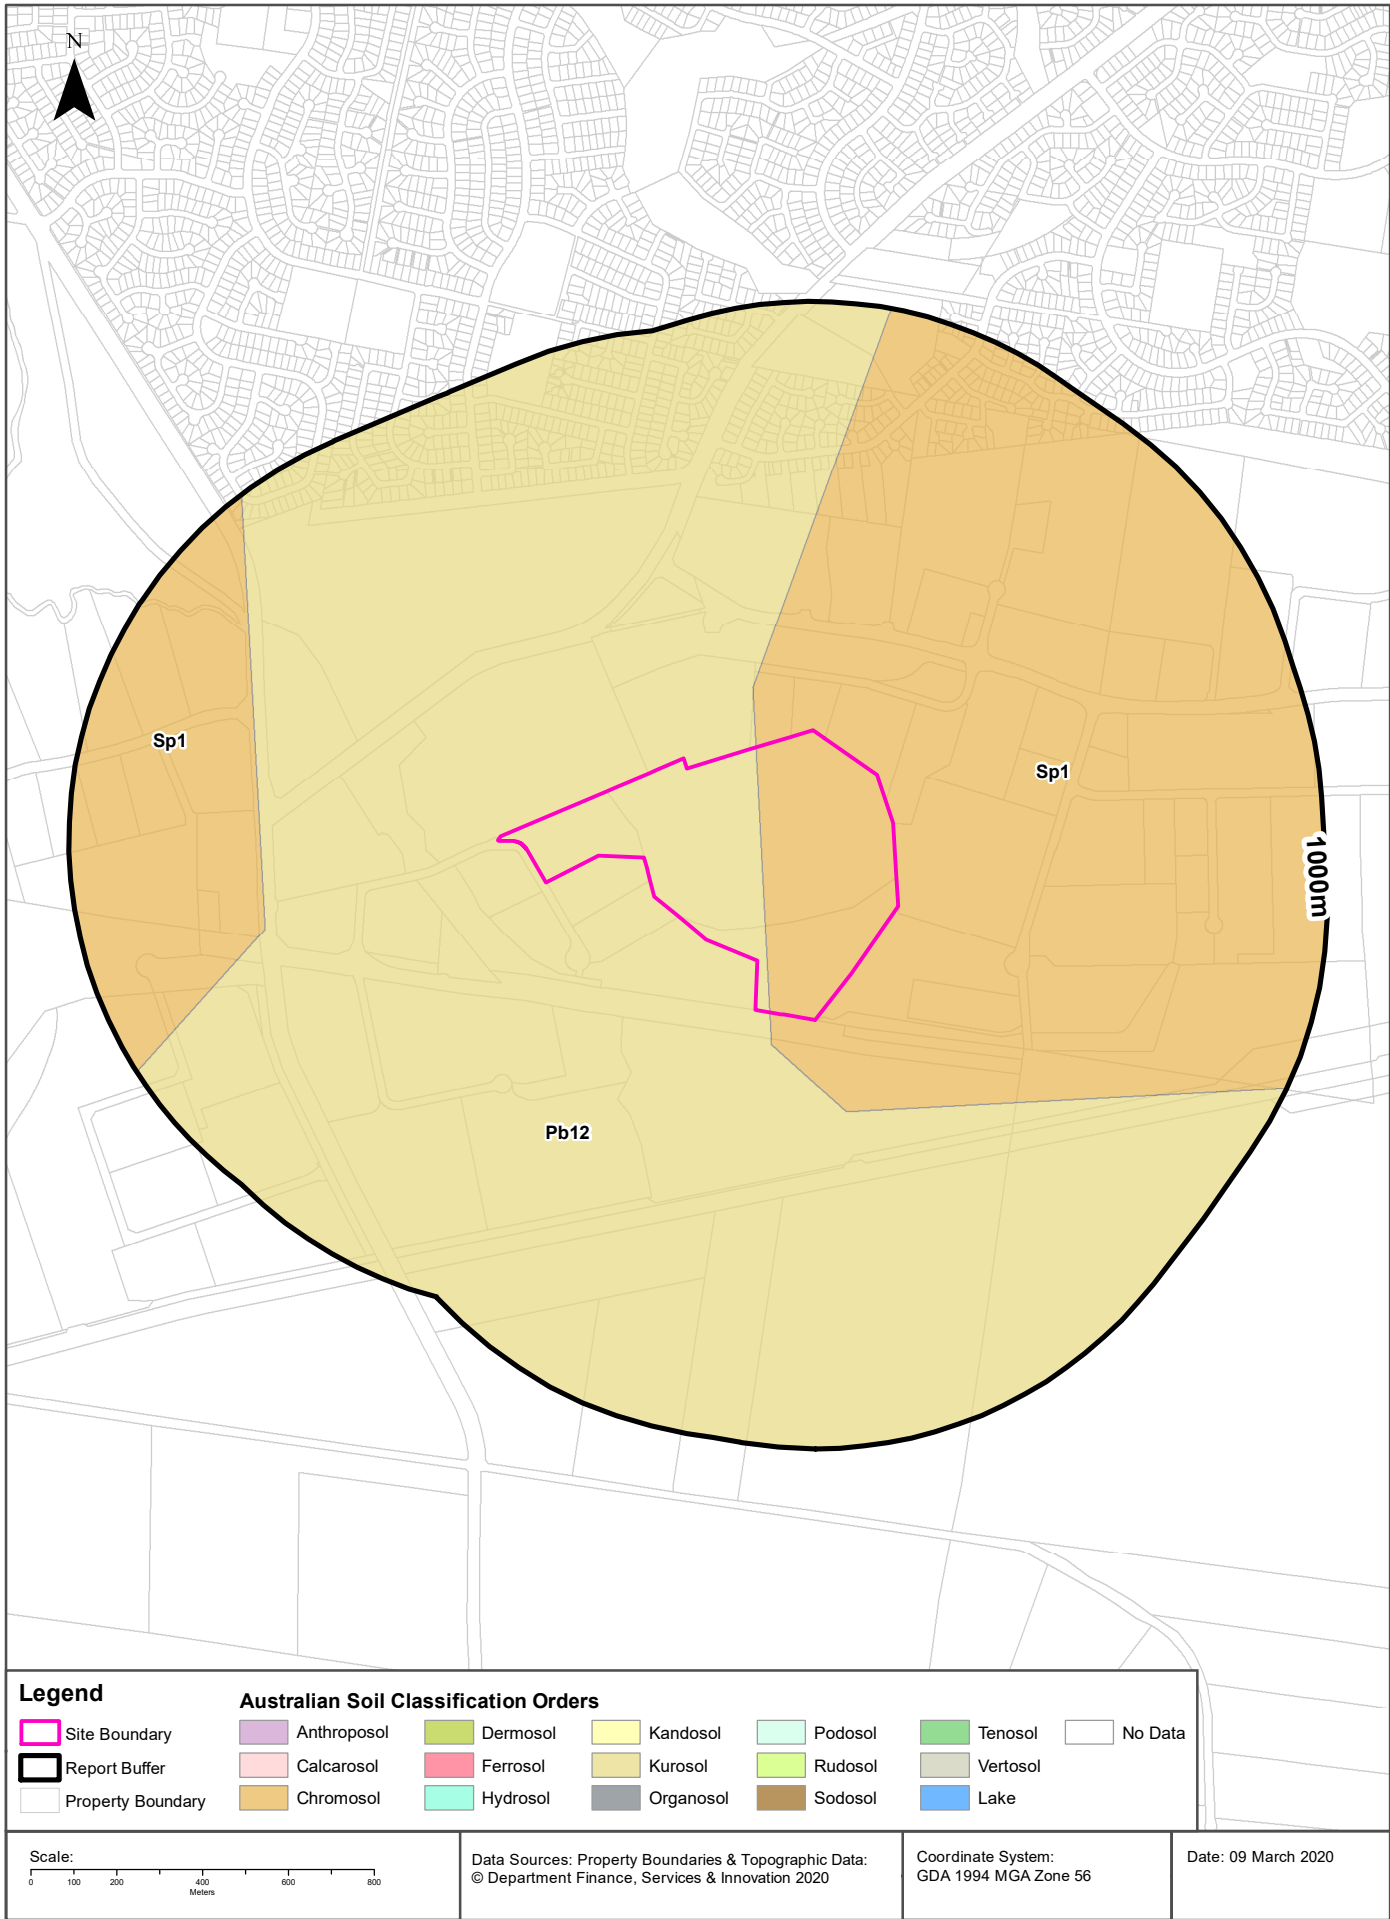 N
Sp1
Sp1
1000m
Pb12
Legend
Site Boundary
Report Buffer
Property Boundary
Australian Soil Classification Orders
Anthroposol
Calcarosol
Chromosol
Dermosol
Ferrosol
Hydrosol
Kandosol
Kurosol
Organosol
Podosol
Rudosol
Sodosol
Tenosol
Vertosol
Lake
No Data
Scale:
0 100 200 400 600 800
Meters
Data Sources: Property Boundaries & Topographic Data:
© Department Finance, Services & Innovation 2020
Coordinate System:
GDA 1994 MGA Zone 56
Date: 09 March 2020